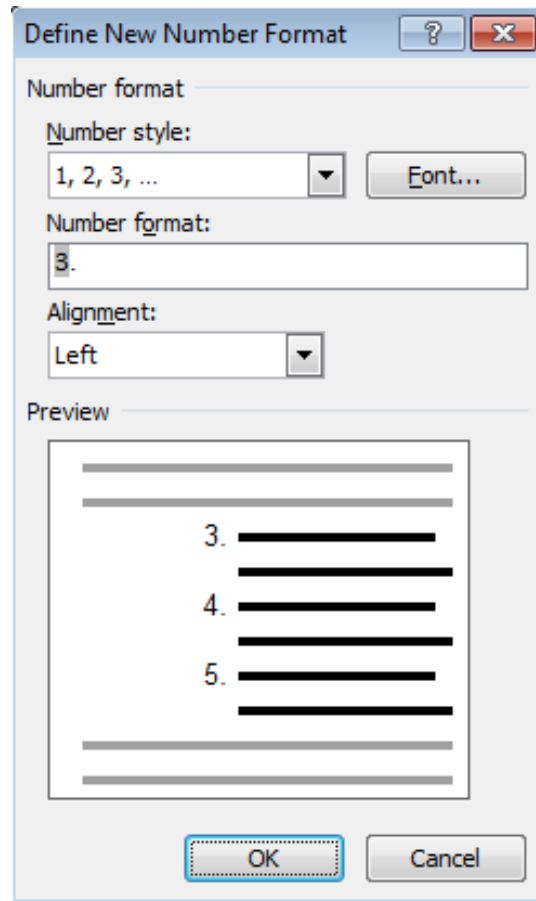 Define New Number Format
Number format
Number style:
1, 2, 3, ...
Font...
Number format:
3.
Alignment:
Left
Preview
3.
4.
5.
OK
Cancel